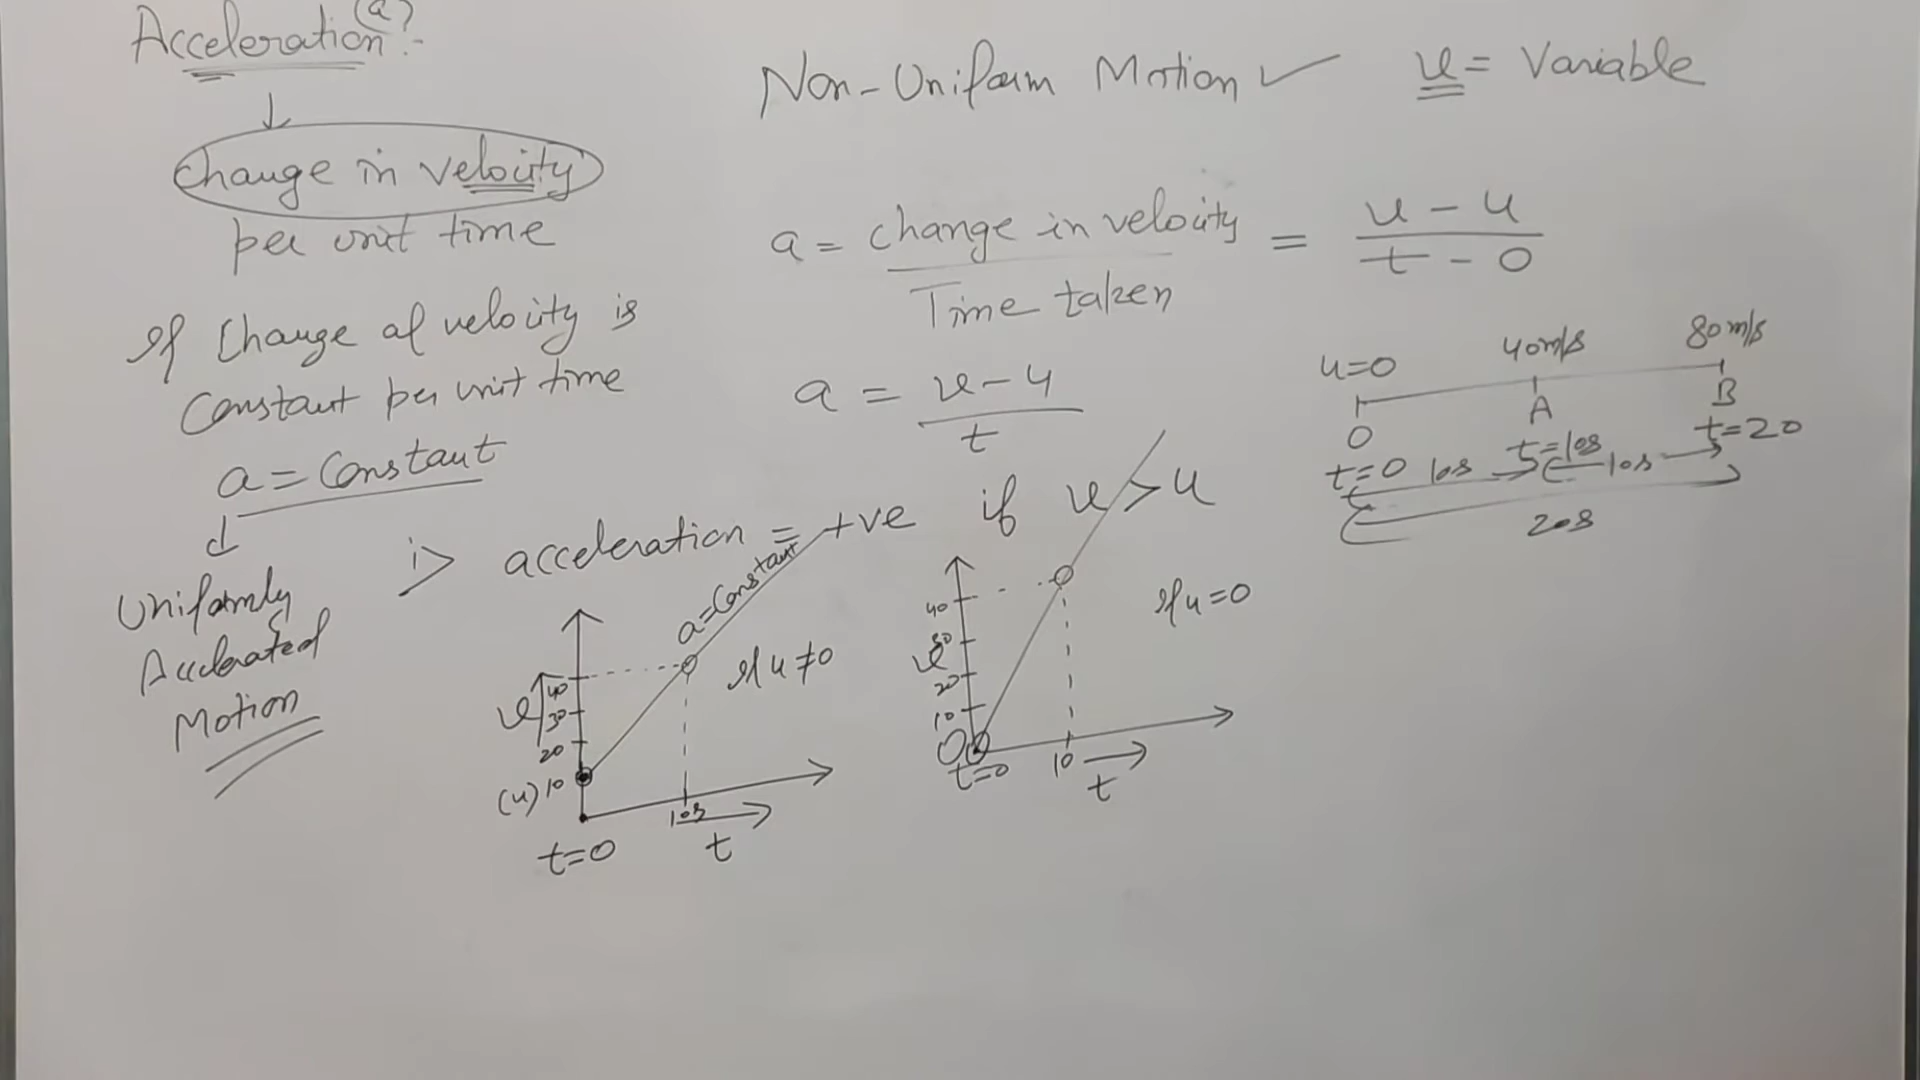 Acceleration (a):-
↓
change in velocity
per unit time
If Change of velocity is
Constant per unit time
a = Constant
↓
Uniformly
Acclerated
Motion
Non-Uniform Motion ✓
v = Variable
a = change in velocity / Time taken = v - u / t - 0
a = v - u / t
i> acceleration = +ve if v > u
u=0 40m/s 80m/s
O A B
t=0 t=10s t=20
10s 10s
20s
a=Constant
If u≠0
v
40
30
20
(u) 10
10s
t=0 t
If u=0
40
30
v
20
10
O
t=0 10
t